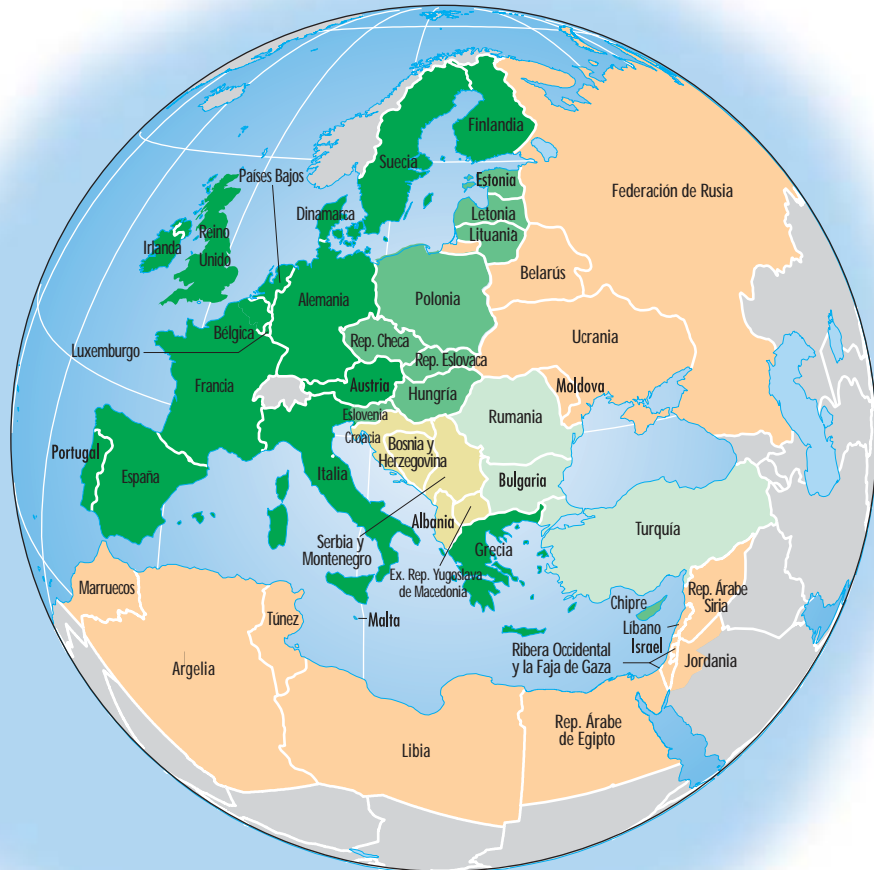 Finlandia
Suecia
Países Bajos
Estonia
Federación de Rusia
Dinamarca
Letonia
Reino
Unido
Lituania
Irlanda
Belarús
Alemania
Polonia
Bélgica
Ucrania
Luxemburgo
Rep. Checa
Rep. Eslovaca
Francia
Austria
Moldova
Hungría
Rumania
Eslovenia
Croacia
Bosnia y
Herzegovina
Portugal
España
Italia
Bulgaria
Albania
Turquía
Serbia y
Montenegro
Grecia
Ex. Rep. Yugoslava
de Macedonia
Marruecos
Rep. Árabe
Siria
Chipre
Túnez
Malta
Líbano
Israel
Ribera Occidental
y la Faja de Gaza
Jordania
Argelia
Rep. Árabe
de Egipto
Libia